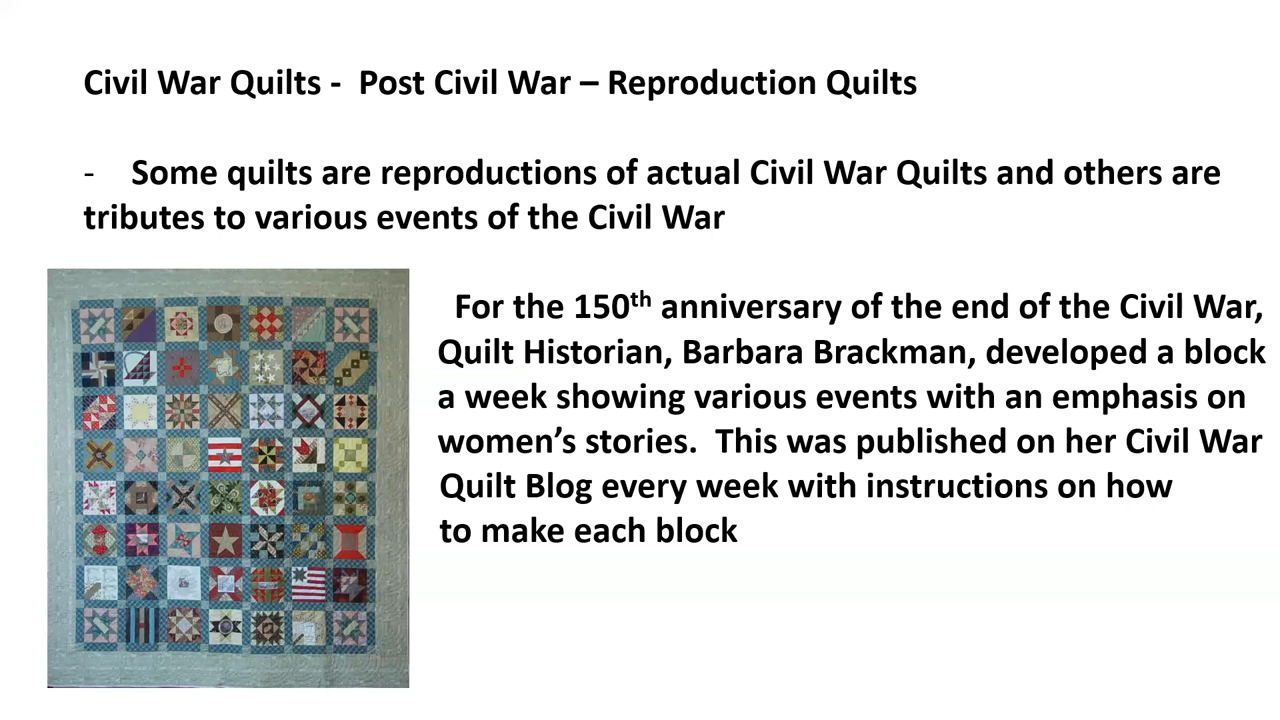 Civil War Quilts - Post Civil War – Reproduction Quilts
- Some quilts are reproductions of actual Civil War Quilts and others are
tributes to various events of the Civil War
For the 150th anniversary of the end of the Civil War,
Quilt Historian, Barbara Brackman, developed a block
a week showing various events with an emphasis on
women’s stories. This was published on her Civil War
Quilt Blog every week with instructions on how
to make each block